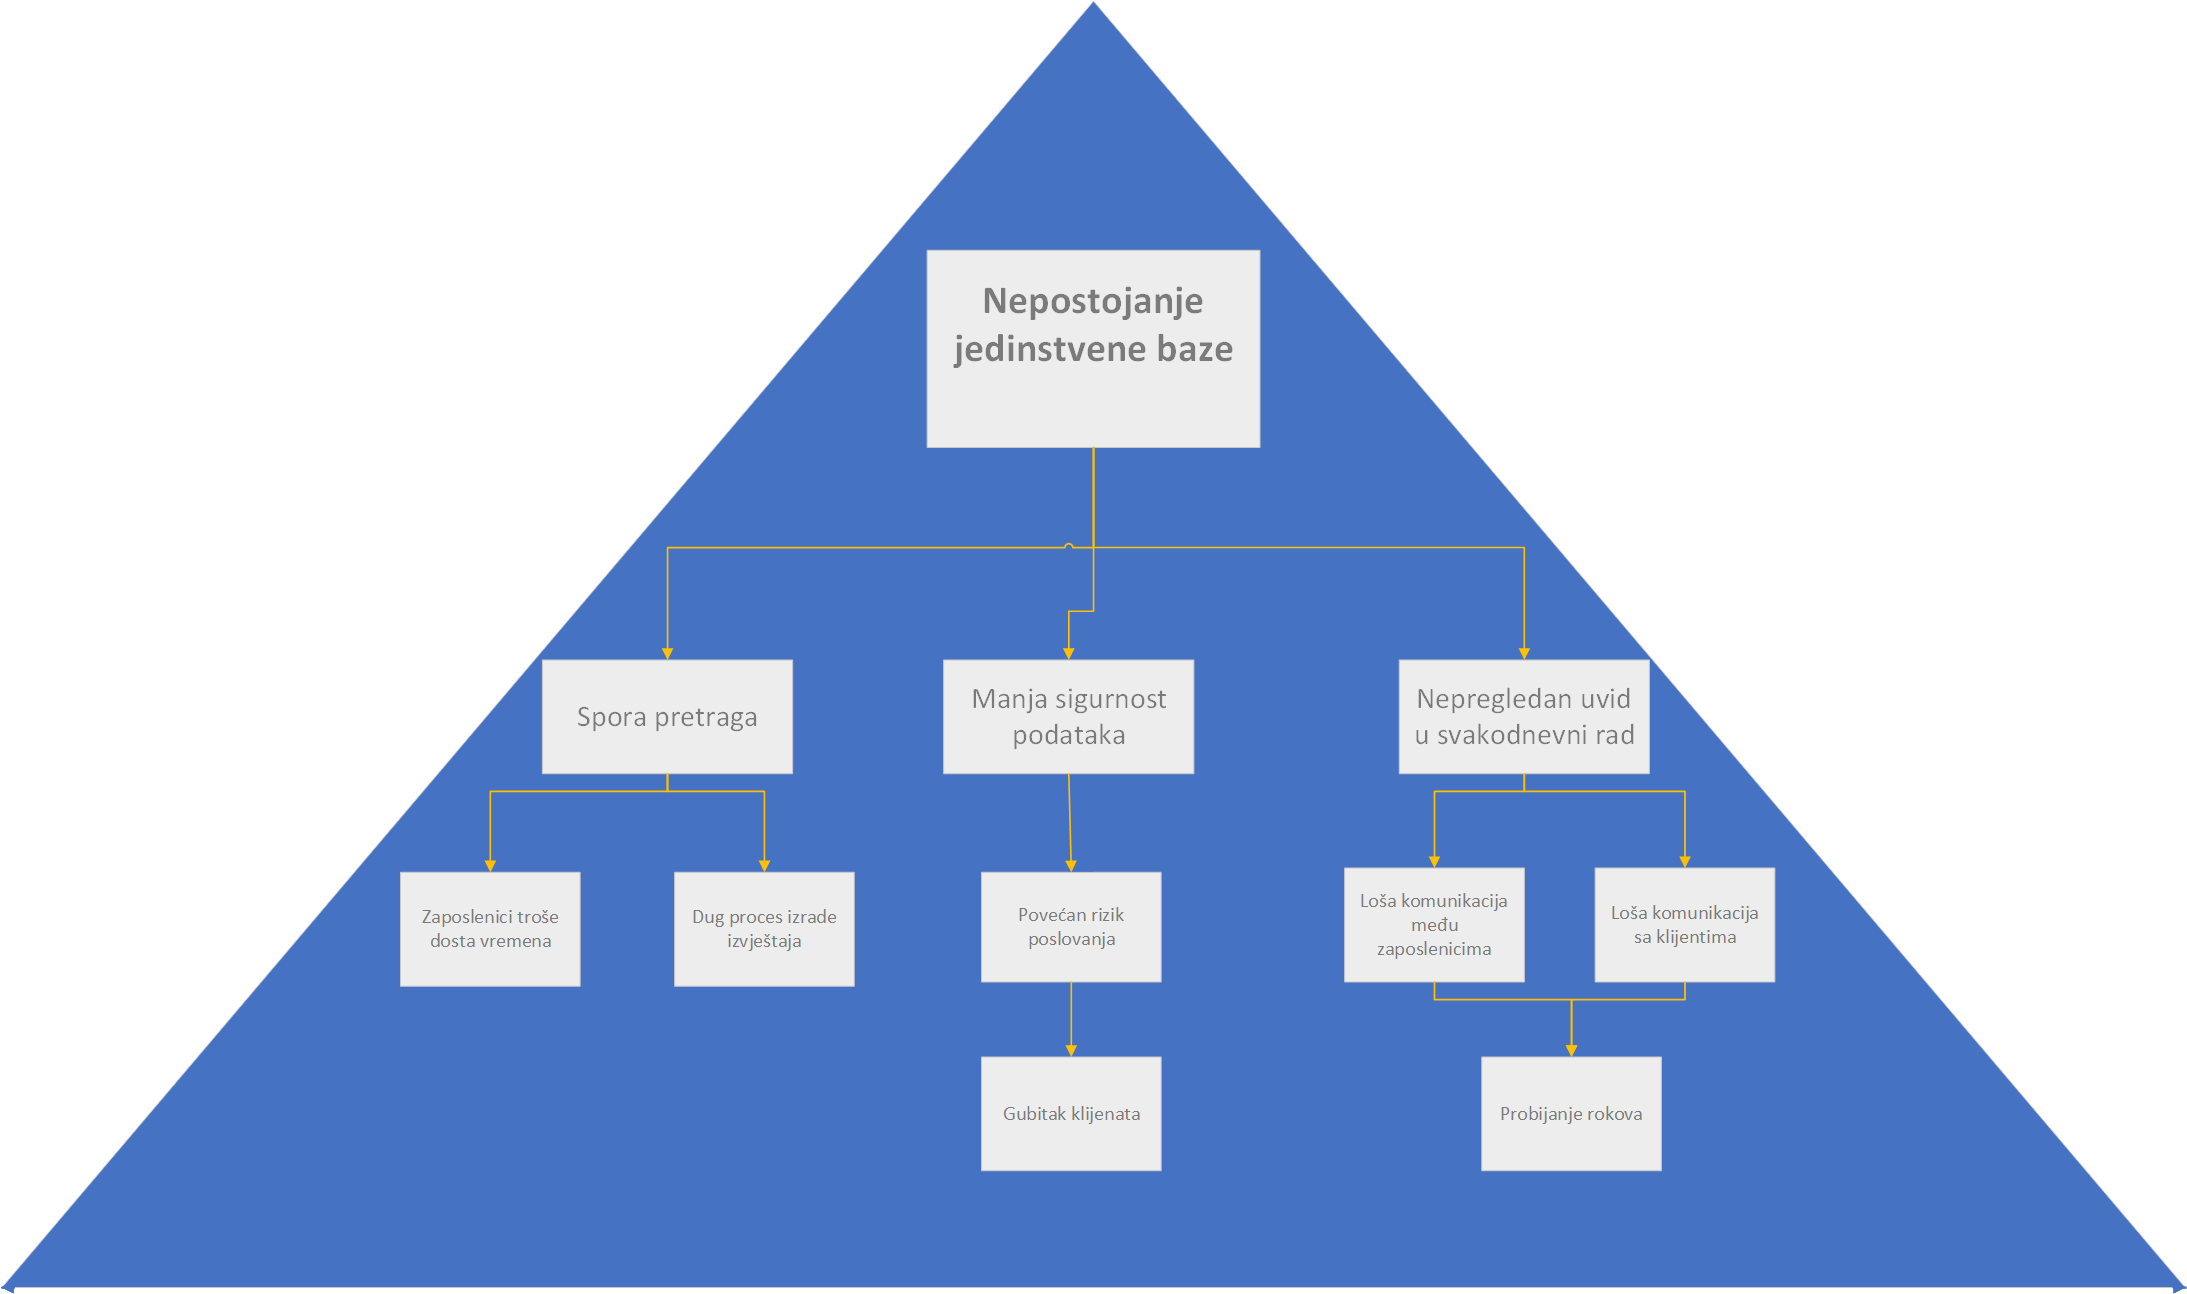 Nepostojanje
jedinstvene baze
Spora pretraga
Manja sigurnost
podataka
Nepregledan uvid
u svakodnevni rad
Zaposlenici troše
dosta vremena
Dug proces izrade
izvještaja
Povećan rizik
poslovanja
Loša komunikacija
među
zaposlenicima
Loša komunikacija
sa klijentima
Gubitak klijenata
Probijanje rokova